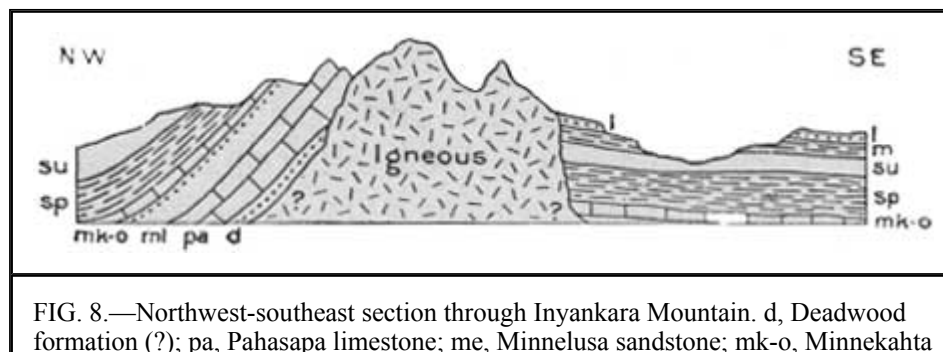 NW
SE
j
l
m
su
su
Igneous
sp
sp
?
?
mk-o
mk-o ml pa d
FIG. 8.—Northwest-southeast section through Inyankara Mountain. d, Deadwood
formation (?); pa, Pahasapa limestone; me, Minnelusa sandstone; mk-o, Minnekahta